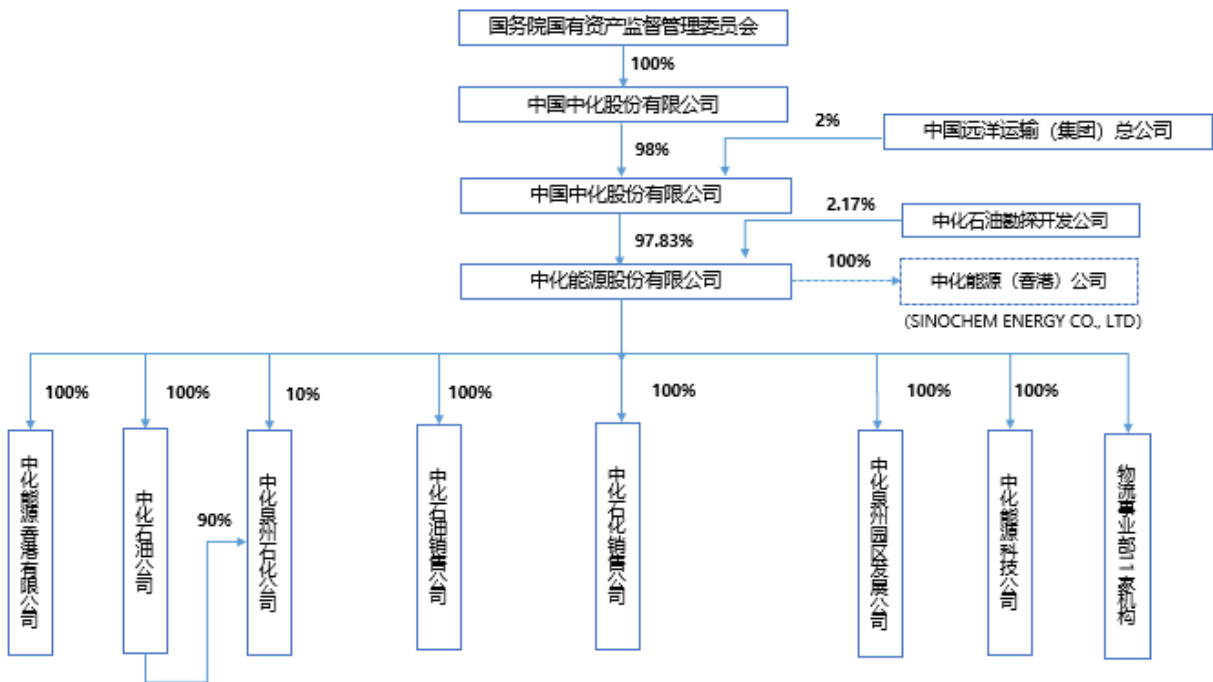 国务院国有资产监督管理委员会
100%
中国中化股份有限公司
2%
中国远洋运输（集团）总公司
98%
中国中化股份有限公司
2.17%
中化石油勘探开发公司
97.83%
100%
中化能源股份有限公司
中化能源（香港）公司
(SINOCHEM ENERGY CO., LTD)
100%
100%
10%
100%
100%
100%
100%
中化能源香港有限公司
中化石油公司
90%
中化泉州石化公司
中化石油销售公司
中化石化销售公司
中化泉州园区发展公司
中化能源科技公司
物流事业部11家机构